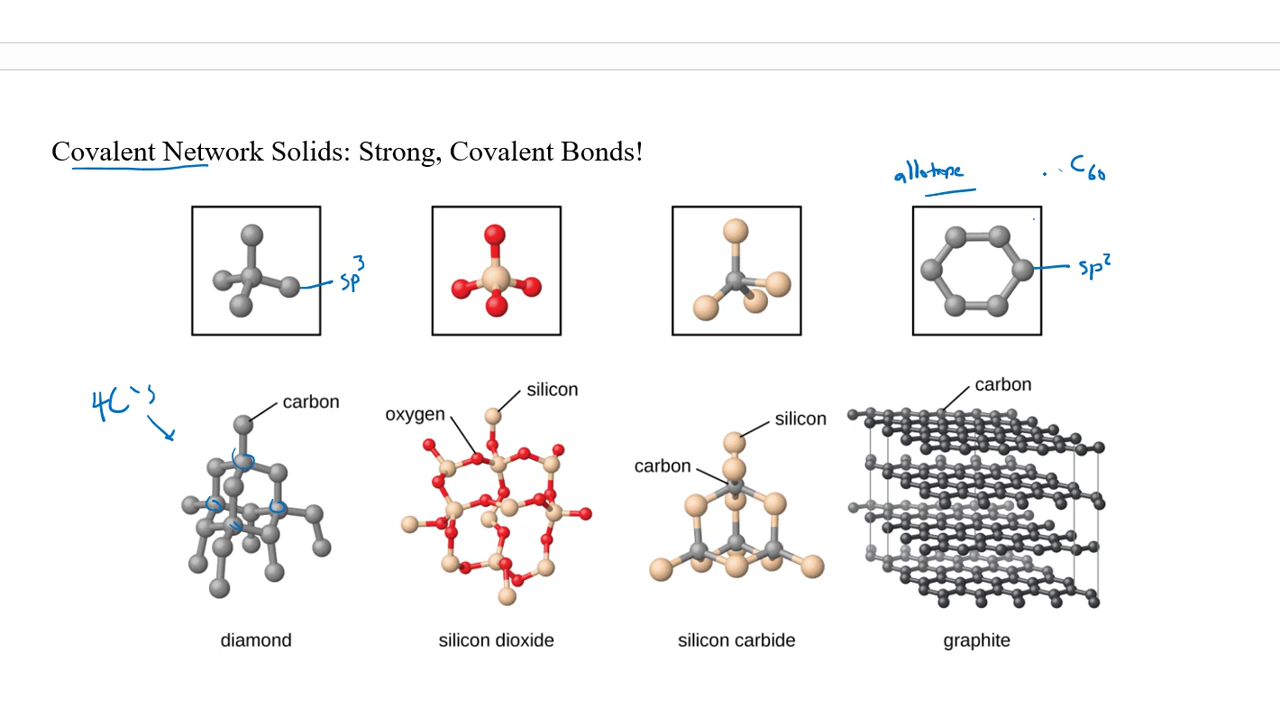 Covalent Network Solids: Strong, Covalent Bonds!
allotrope
C60
sp3
sp2
4C's
carbon
oxygen
silicon
carbon
silicon
carbon
diamond
silicon dioxide
silicon carbide
graphite